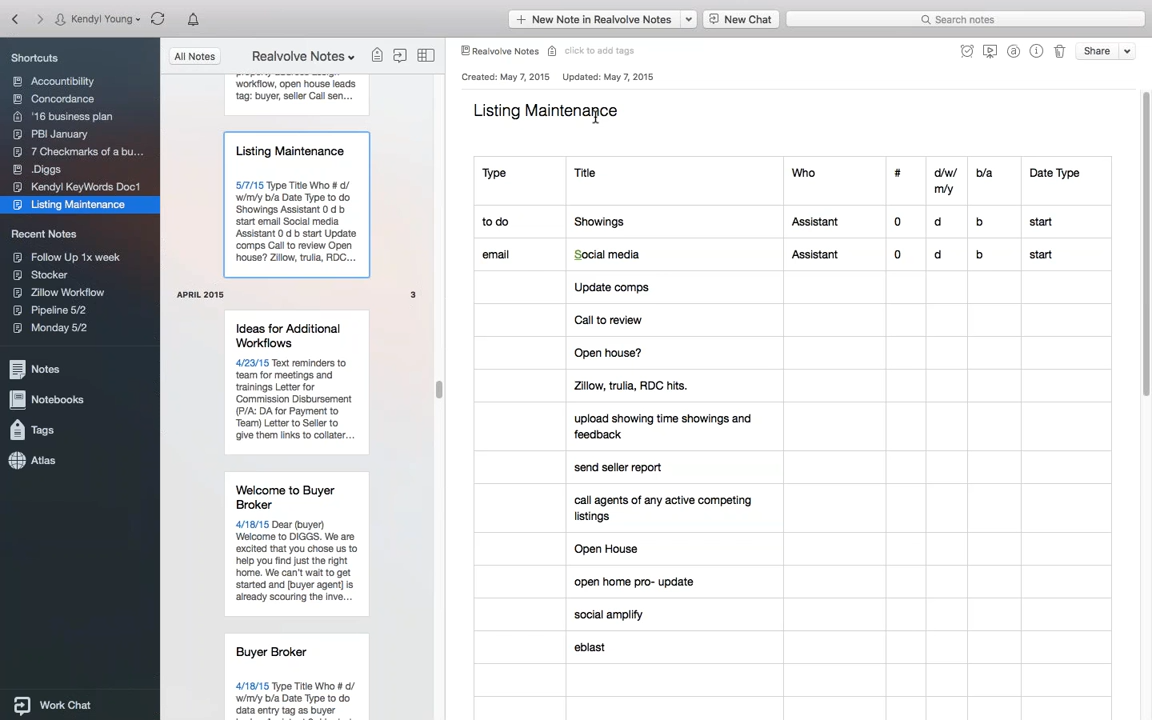 Kendyl Young
New Note in Realvolve Notes
New Chat
Search notes
Shortcuts
Accountibility
Concordance
'16 business plan
PBI January
7 Checkmarks of a bu...
.Diggs
Kendyl KeyWords Doc1
Listing Maintenance
Recent Notes
Follow Up 1x week
Stocker
Zillow Workflow
Pipeline 5/2
Monday 5/2
Notes
Notebooks
Tags
Atlas
Work Chat
All Notes
Realvolve Notes
workflow, open house leads
tag: buyer, seller Call sen...
Listing Maintenance
5/7/15 Type Title Who # d/
w/m/y b/a Date Type to do
Showings Assistant 0 d b
start email Social media
Assistant 0 d b start Update
comps Call to review Open
house? Zillow, trulia, RDC...
APRIL 2015 3
Ideas for Additional
Workflows
4/23/15 Text reminders to
team for meetings and
trainings Letter for
Commission Disbursement
(P/A: DA for Payment to
Team) Letter to Seller to
give them links to collater...
Welcome to Buyer
Broker
4/18/15 Dear (buyer)
Welcome to DIGGS. We are
excited that you chose us to
help you find just the right
home. We can't wait to get
started and [buyer agent] is
already scouring the inve...
Buyer Broker
4/18/15 Type Title Who # d/
w/m/y b/a Date Type to do
data entry tag as buyer
Realvolve Notes click to add tags
Share
Created: May 7, 2015 Updated: May 7, 2015
Listing Maintenance
Type Title Who # d/w/ b/a Date Type
m/y
to do Showings Assistant 0 d b start
email Social media Assistant 0 d b start
Update comps
Call to review
Open house?
Zillow, trulia, RDC hits.
upload showing time showings and
feedback
send seller report
call agents of any active competing
listings
Open House
open home pro- update
social amplify
eblast